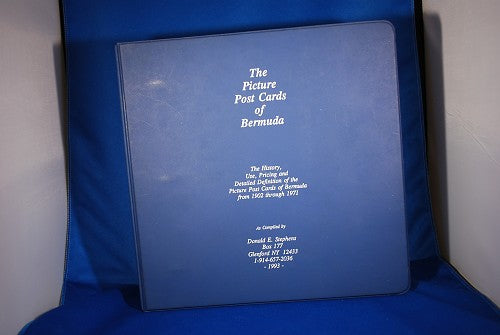 The
Picture
Post Cards
of
Bermuda
The History,
Use, Pricing and
Detailed Definition of the
Picture Post Cards of Bermuda
from 1902 through 1971
As Compiled by
Donald E. Stephens
Box 177
Glenford NY 12433
1-914-657-2036
- 1993 -